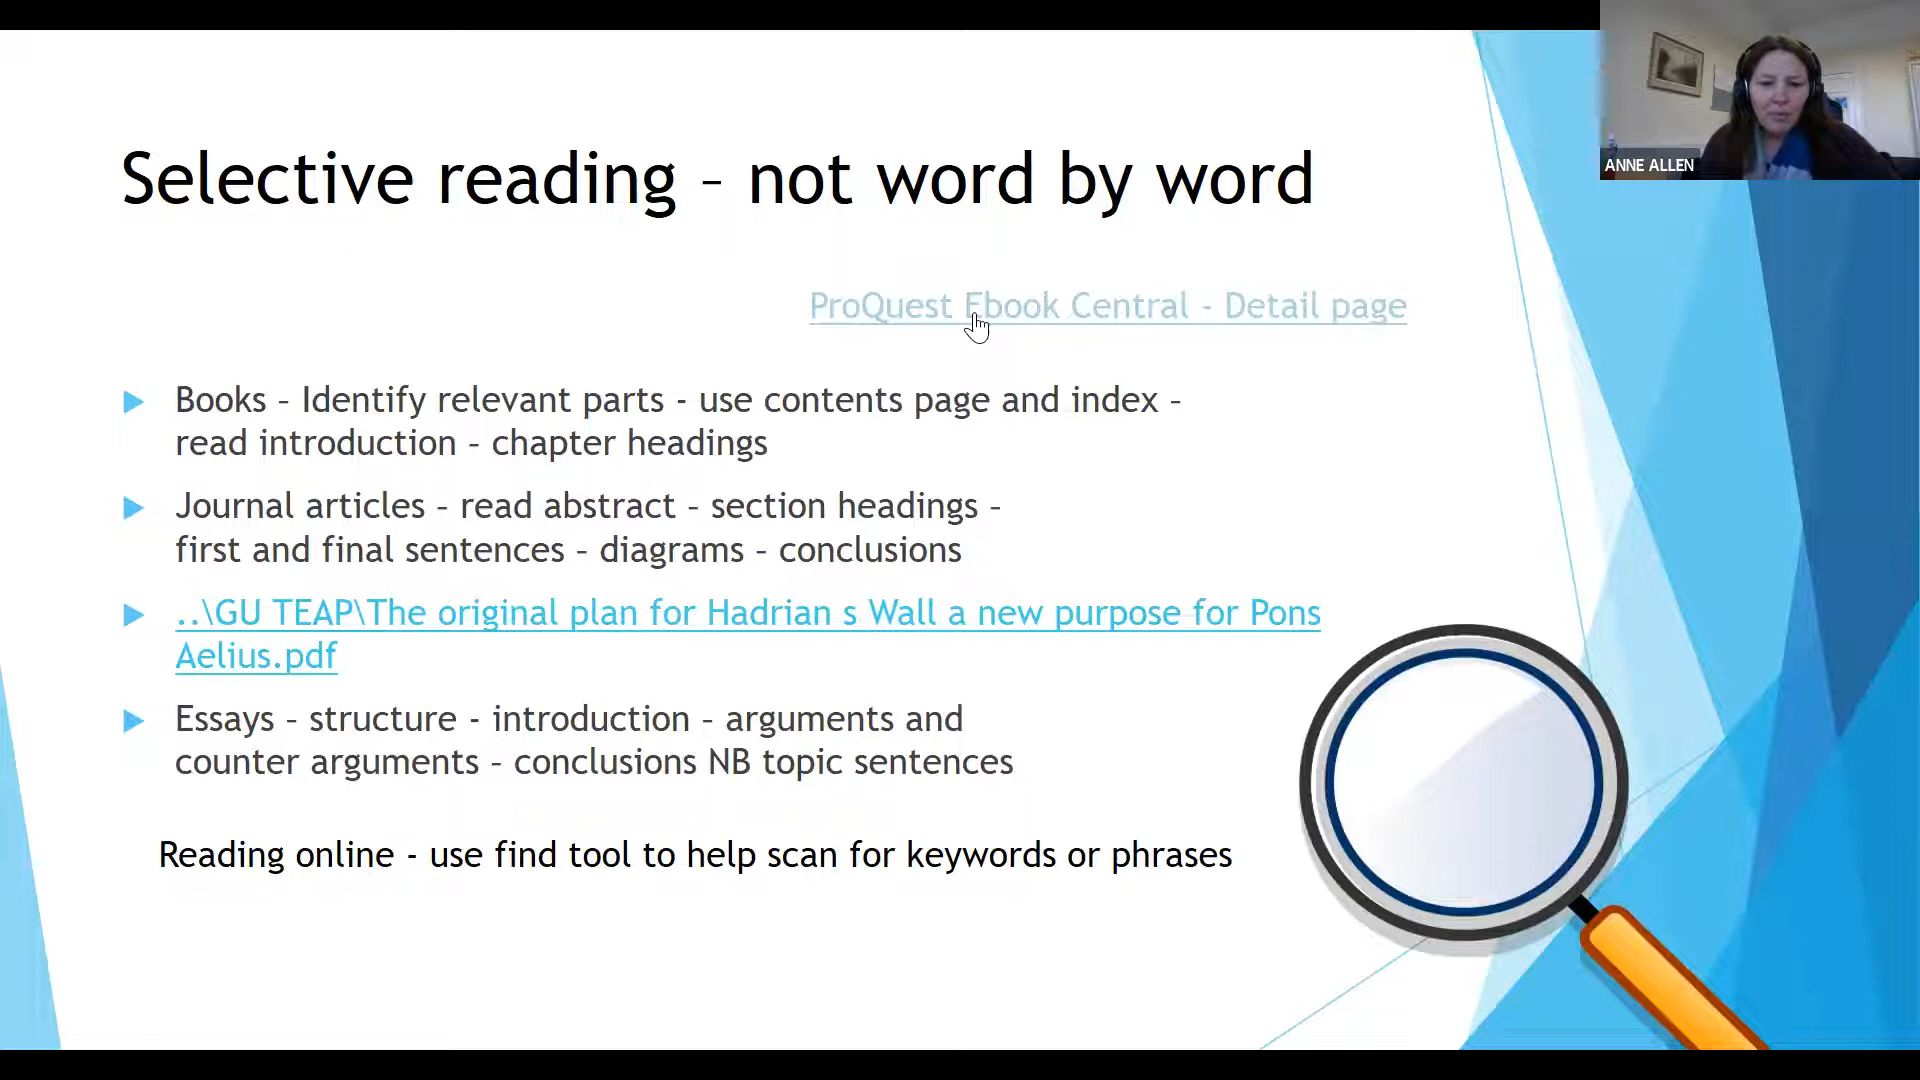 ANNE ALLEN
Selective reading – not word by word
ProQuest Ebook Central - Detail page
Books – Identify relevant parts - use contents page and index –
read introduction – chapter headings
Journal articles – read abstract – section headings –
first and final sentences – diagrams – conclusions
..\GU TEAP\The original plan for Hadrian s Wall a new purpose for Pons
Aelius.pdf
Essays – structure - introduction – arguments and
counter arguments – conclusions NB topic sentences
Reading online - use find tool to help scan for keywords or phrases